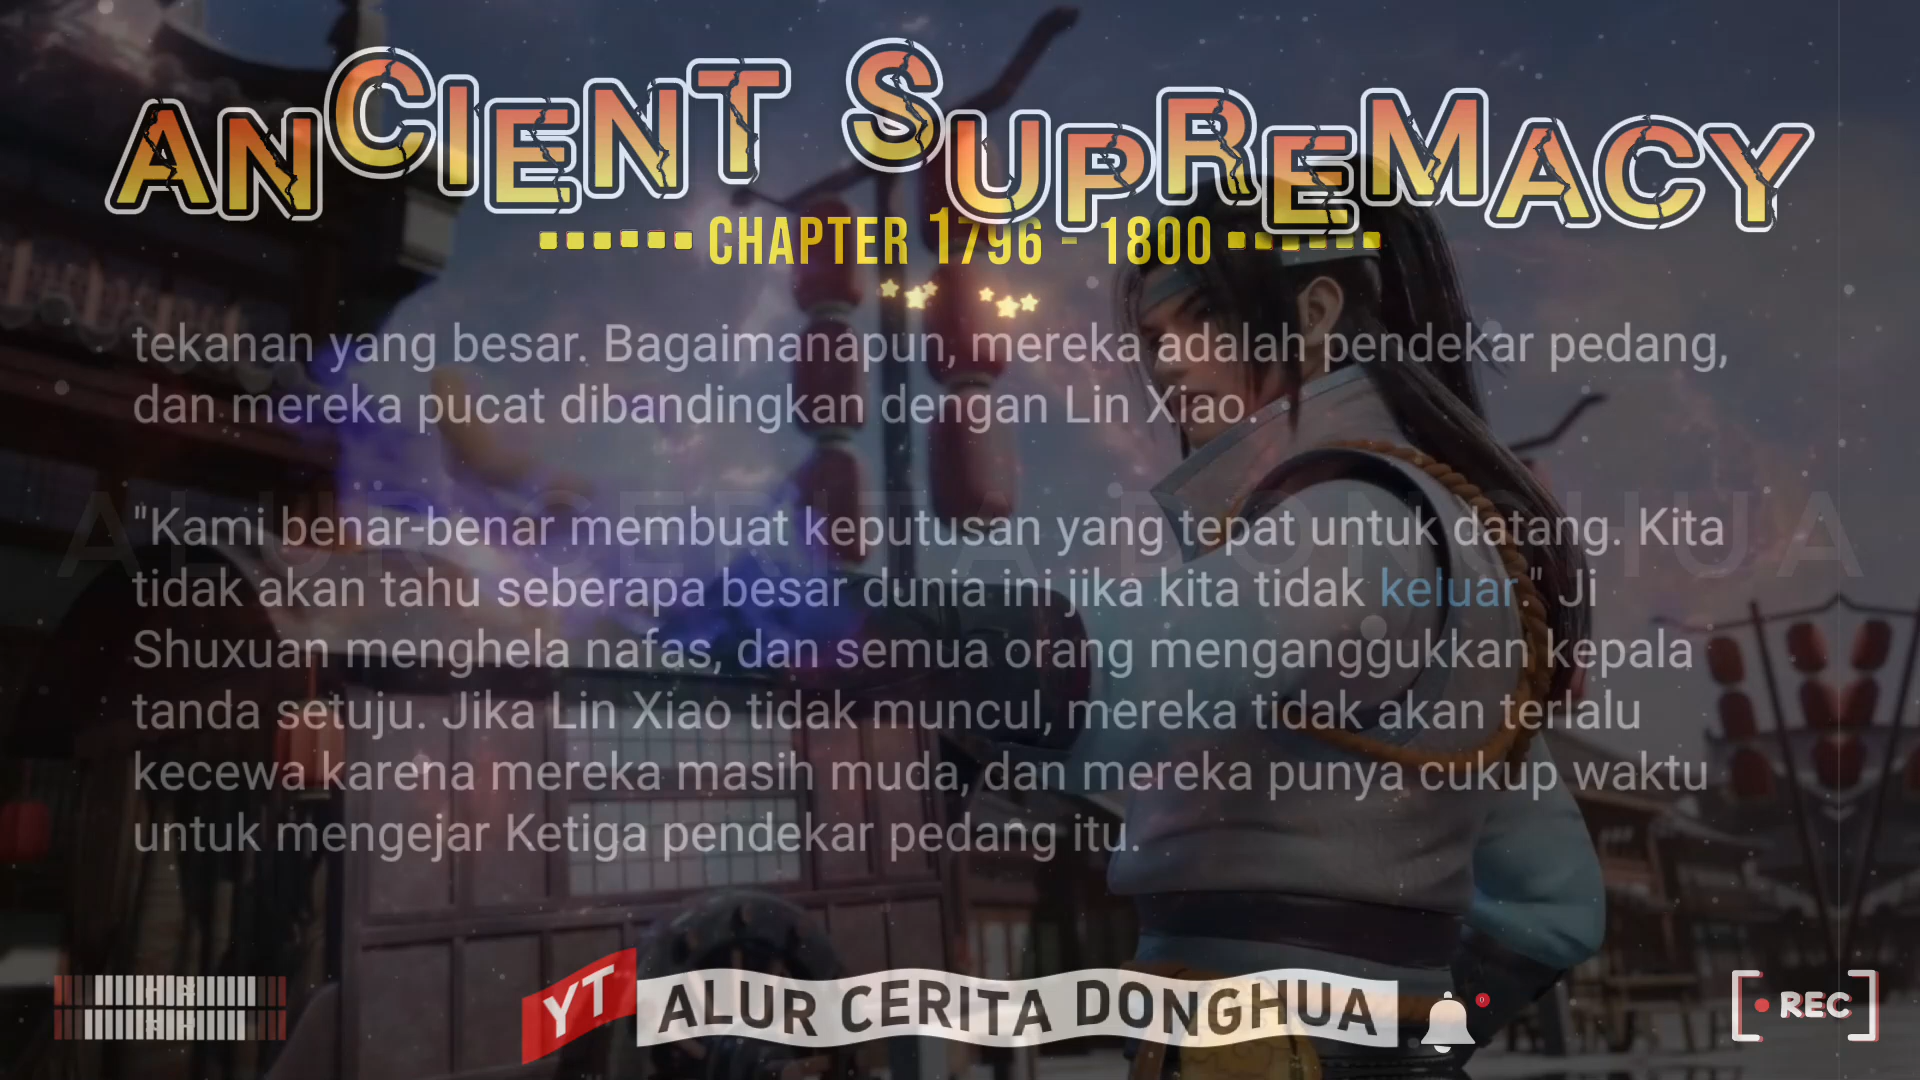 ANCIENT SUPREMACY
CHAPTER 1796 - 1800
tekanan yang besar. Bagaimanapun, mereka adalah pendekar pedang,
dan mereka pucat dibandingkan dengan Lin Xiao.
ALUR CERITA DONGHUA
"Kami benar-benar membuat keputusan yang tepat untuk datang. Kita
tidak akan tahu seberapa besar dunia ini jika kita tidak keluar." Ji
Shuxuan menghela nafas, dan semua orang menganggukkan kepala
tanda setuju. Jika Lin Xiao tidak muncul, mereka tidak akan terlalu
kecewa karena mereka masih muda, dan mereka punya cukup waktu
untuk mengejar Ketiga pendekar pedang itu.
YT ALUR CERITA DONGHUA
0
REC